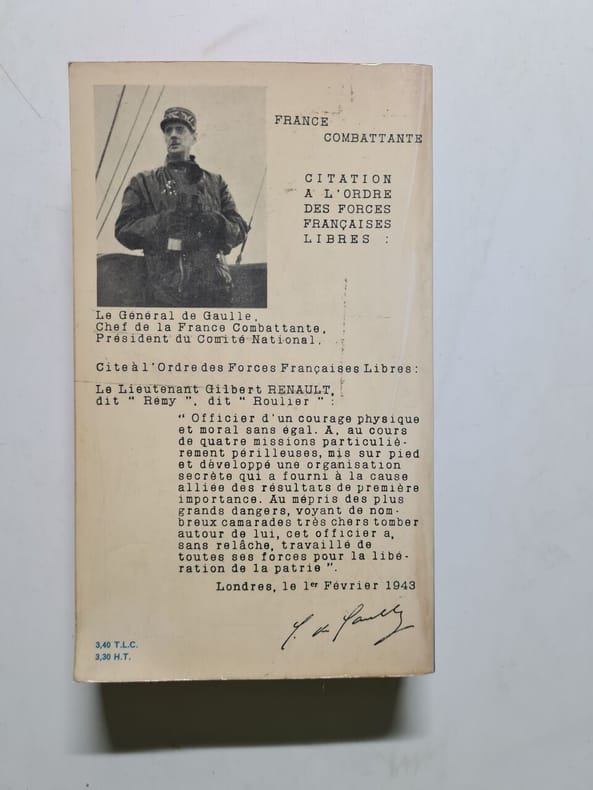 FRANCE
COMBATTANTE
CITATION
A L'ORDRE
DES FORCES
FRANÇAISES
LIBRES :
Le Général de Gaulle,
Chef de la France Combattante,
Président du Comité National,
Cite à l'Ordre des Forces Françaises Libres :
Le Lieutenant Gilbert RENAULT,
dit " Rémy ", dit " Roulier " :
" Officier d'un courage physique
et moral sans égal. A, au cours
de quatre missions particuliè-
rement périlleuses, mis sur pied
et développé une organisation
secrète qui a fourni à la cause
alliée des résultats de première
importance. Au mépris des plus
grands dangers, voyant de nom-
breux camarades très chers tomber
autour de lui, cet officier a,
sans relâche, travaillé de
toutes ses forces pour la libé-
ration de la patrie ".
Londres, le 1er Février 1943
C. de Gaulle
3,40 T.L.C.
3,30 H.T.